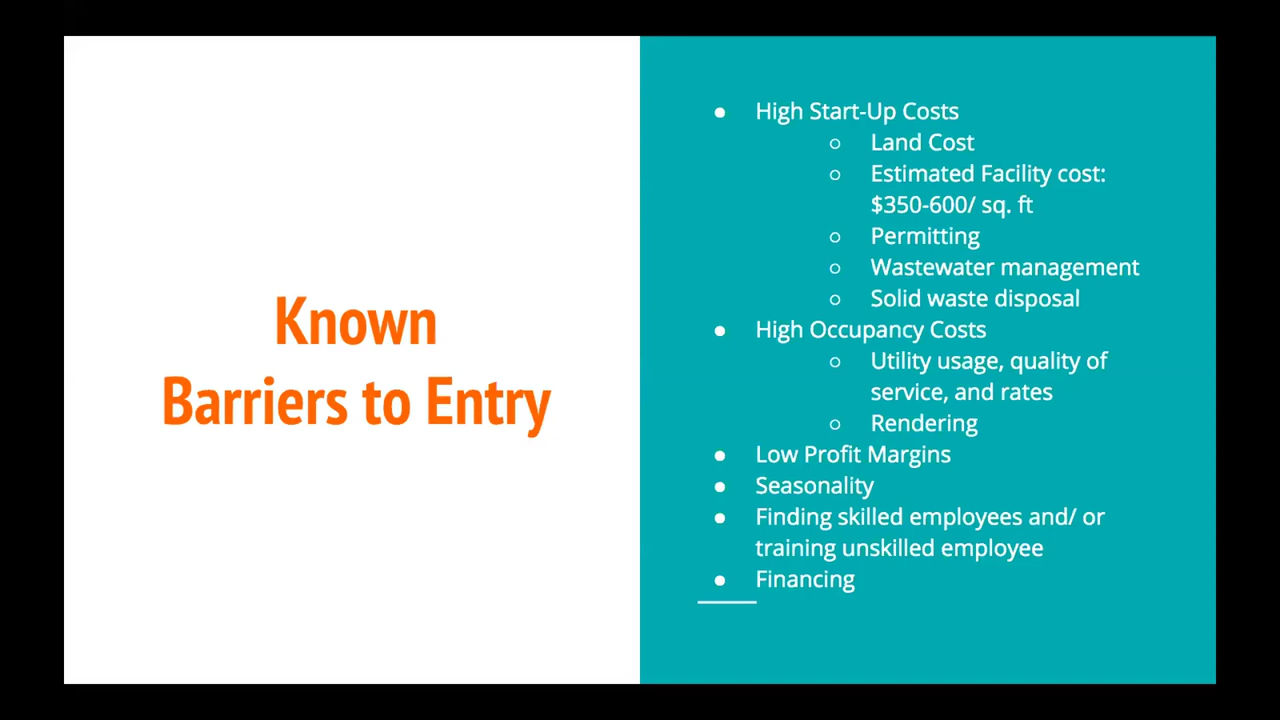 Known
Barriers to Entry
● High Start-Up Costs
○ Land Cost
○ Estimated Facility cost:
$350-600/ sq. ft
○ Permitting
○ Wastewater management
○ Solid waste disposal
● High Occupancy Costs
○ Utility usage, quality of
service, and rates
○ Rendering
● Low Profit Margins
● Seasonality
● Finding skilled employees and/ or
training unskilled employee
● Financing